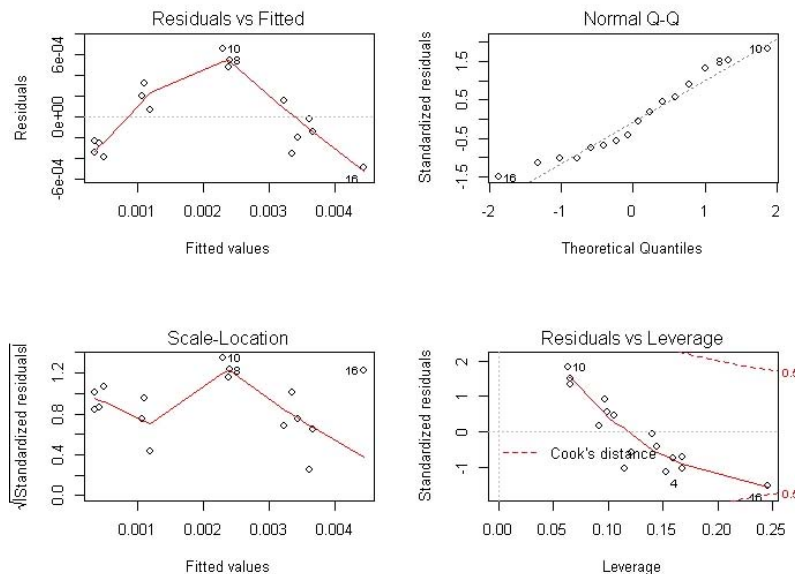 Residuals vs Fitted
Residuals
6e-04
0e+00
-6e-04
10
8
16
0.001 0.002 0.003 0.004
Fitted values
Normal Q-Q
Standardized residuals
1.5
0.5
-0.5
-1.5
10
8
16
-2 -1 0 1 2
Theoretical Quantiles
Scale-Location
√|Standardized residuals|
1.2
0.8
0.4
0.0
10
8
16
0.001 0.002 0.003 0.004
Fitted values
Residuals vs Leverage
Standardized residuals
2
1
0
-1
10
Cook's distance
4
16
0.5
0.5
0.00 0.05 0.10 0.15 0.20 0.25
Leverage